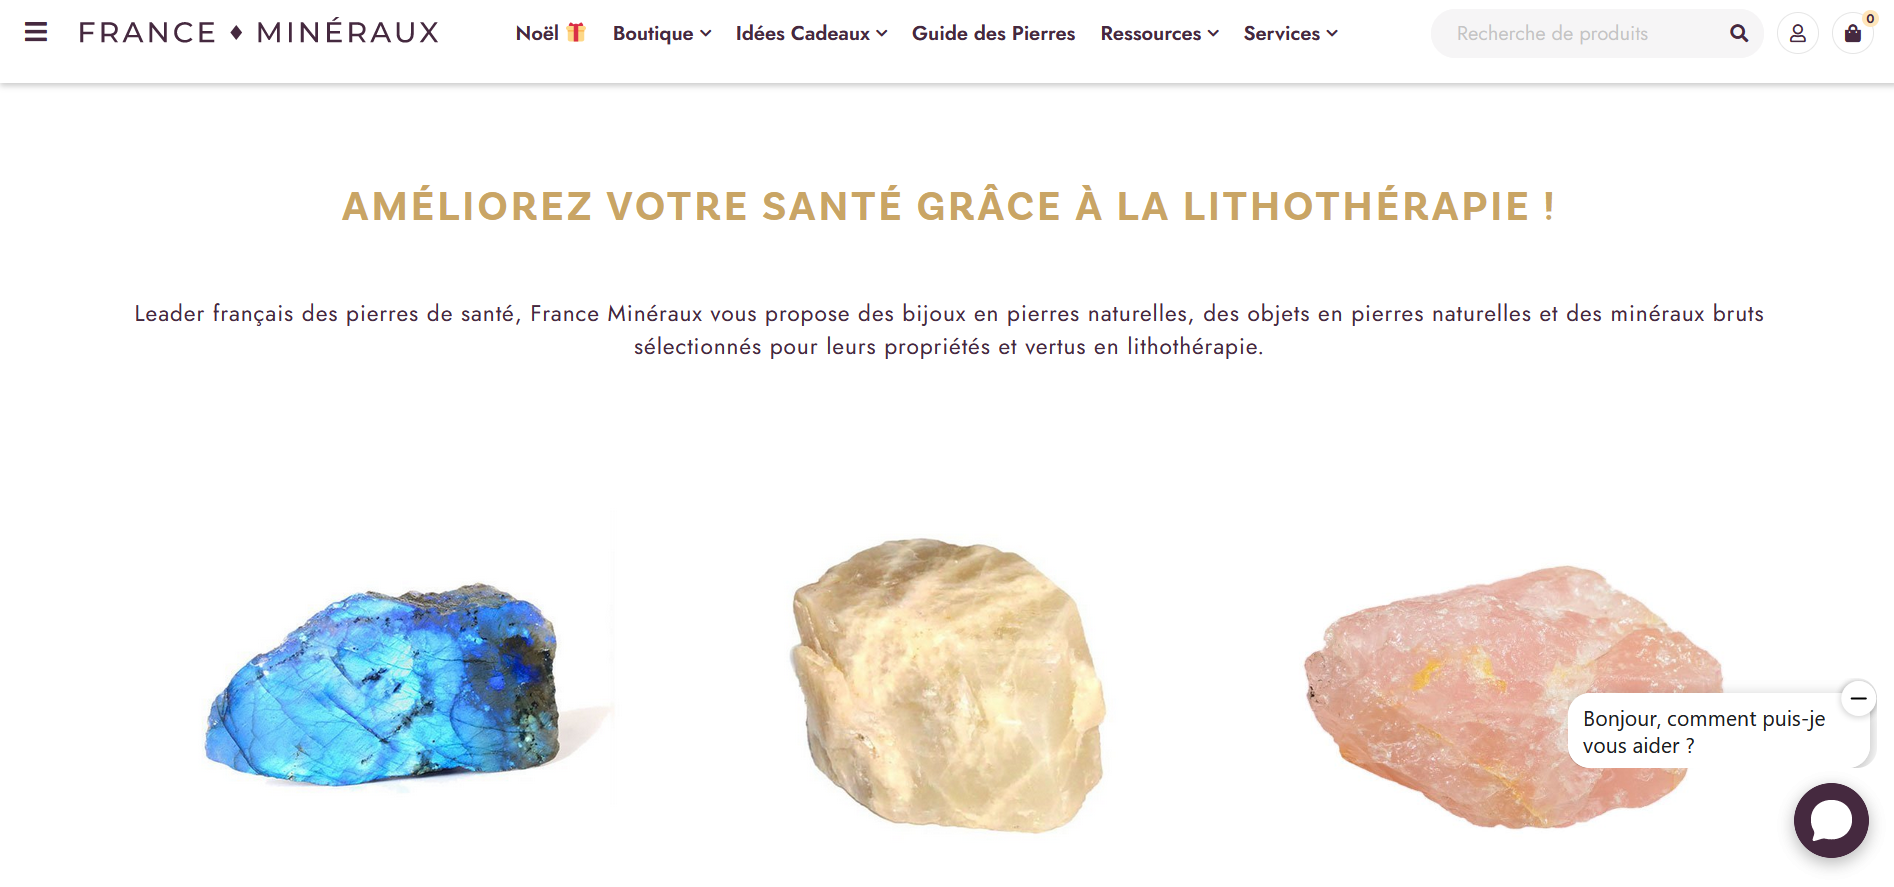 FRANCE ♦ MINÉRAUX
Noël 🎁 Boutique Idées Cadeaux Guide des Pierres Ressources Services
Recherche de produits
0
AMÉLIOREZ VOTRE SANTÉ GRÂCE À LA LITHOTHÉRAPIE !
Leader français des pierres de santé, France Minéraux vous propose des bijoux en pierres naturelles, des objets en pierres naturelles et des minéraux bruts
sélectionnés pour leurs propriétés et vertus en lithothérapie.
Bonjour, comment puis-je
vous aider ?